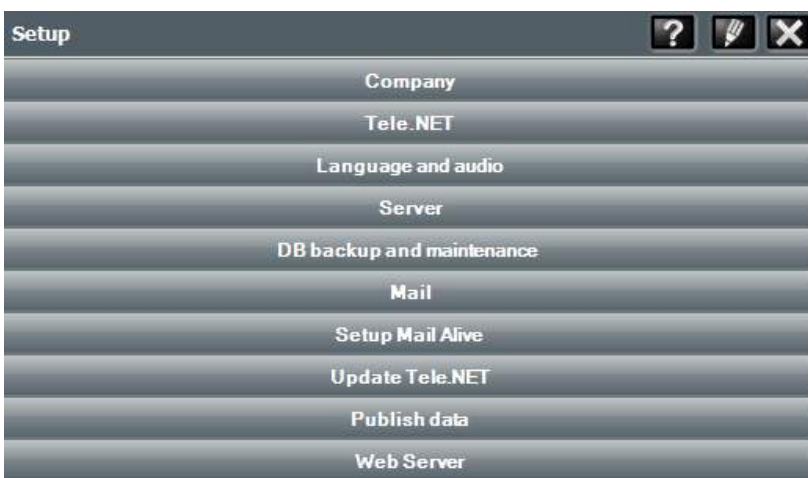 Setup
Company
Tele.NET
Language and audio
Server
DB backup and maintenance
Mail
Setup Mail Alive
Update Tele.NET
Publish data
Web Server